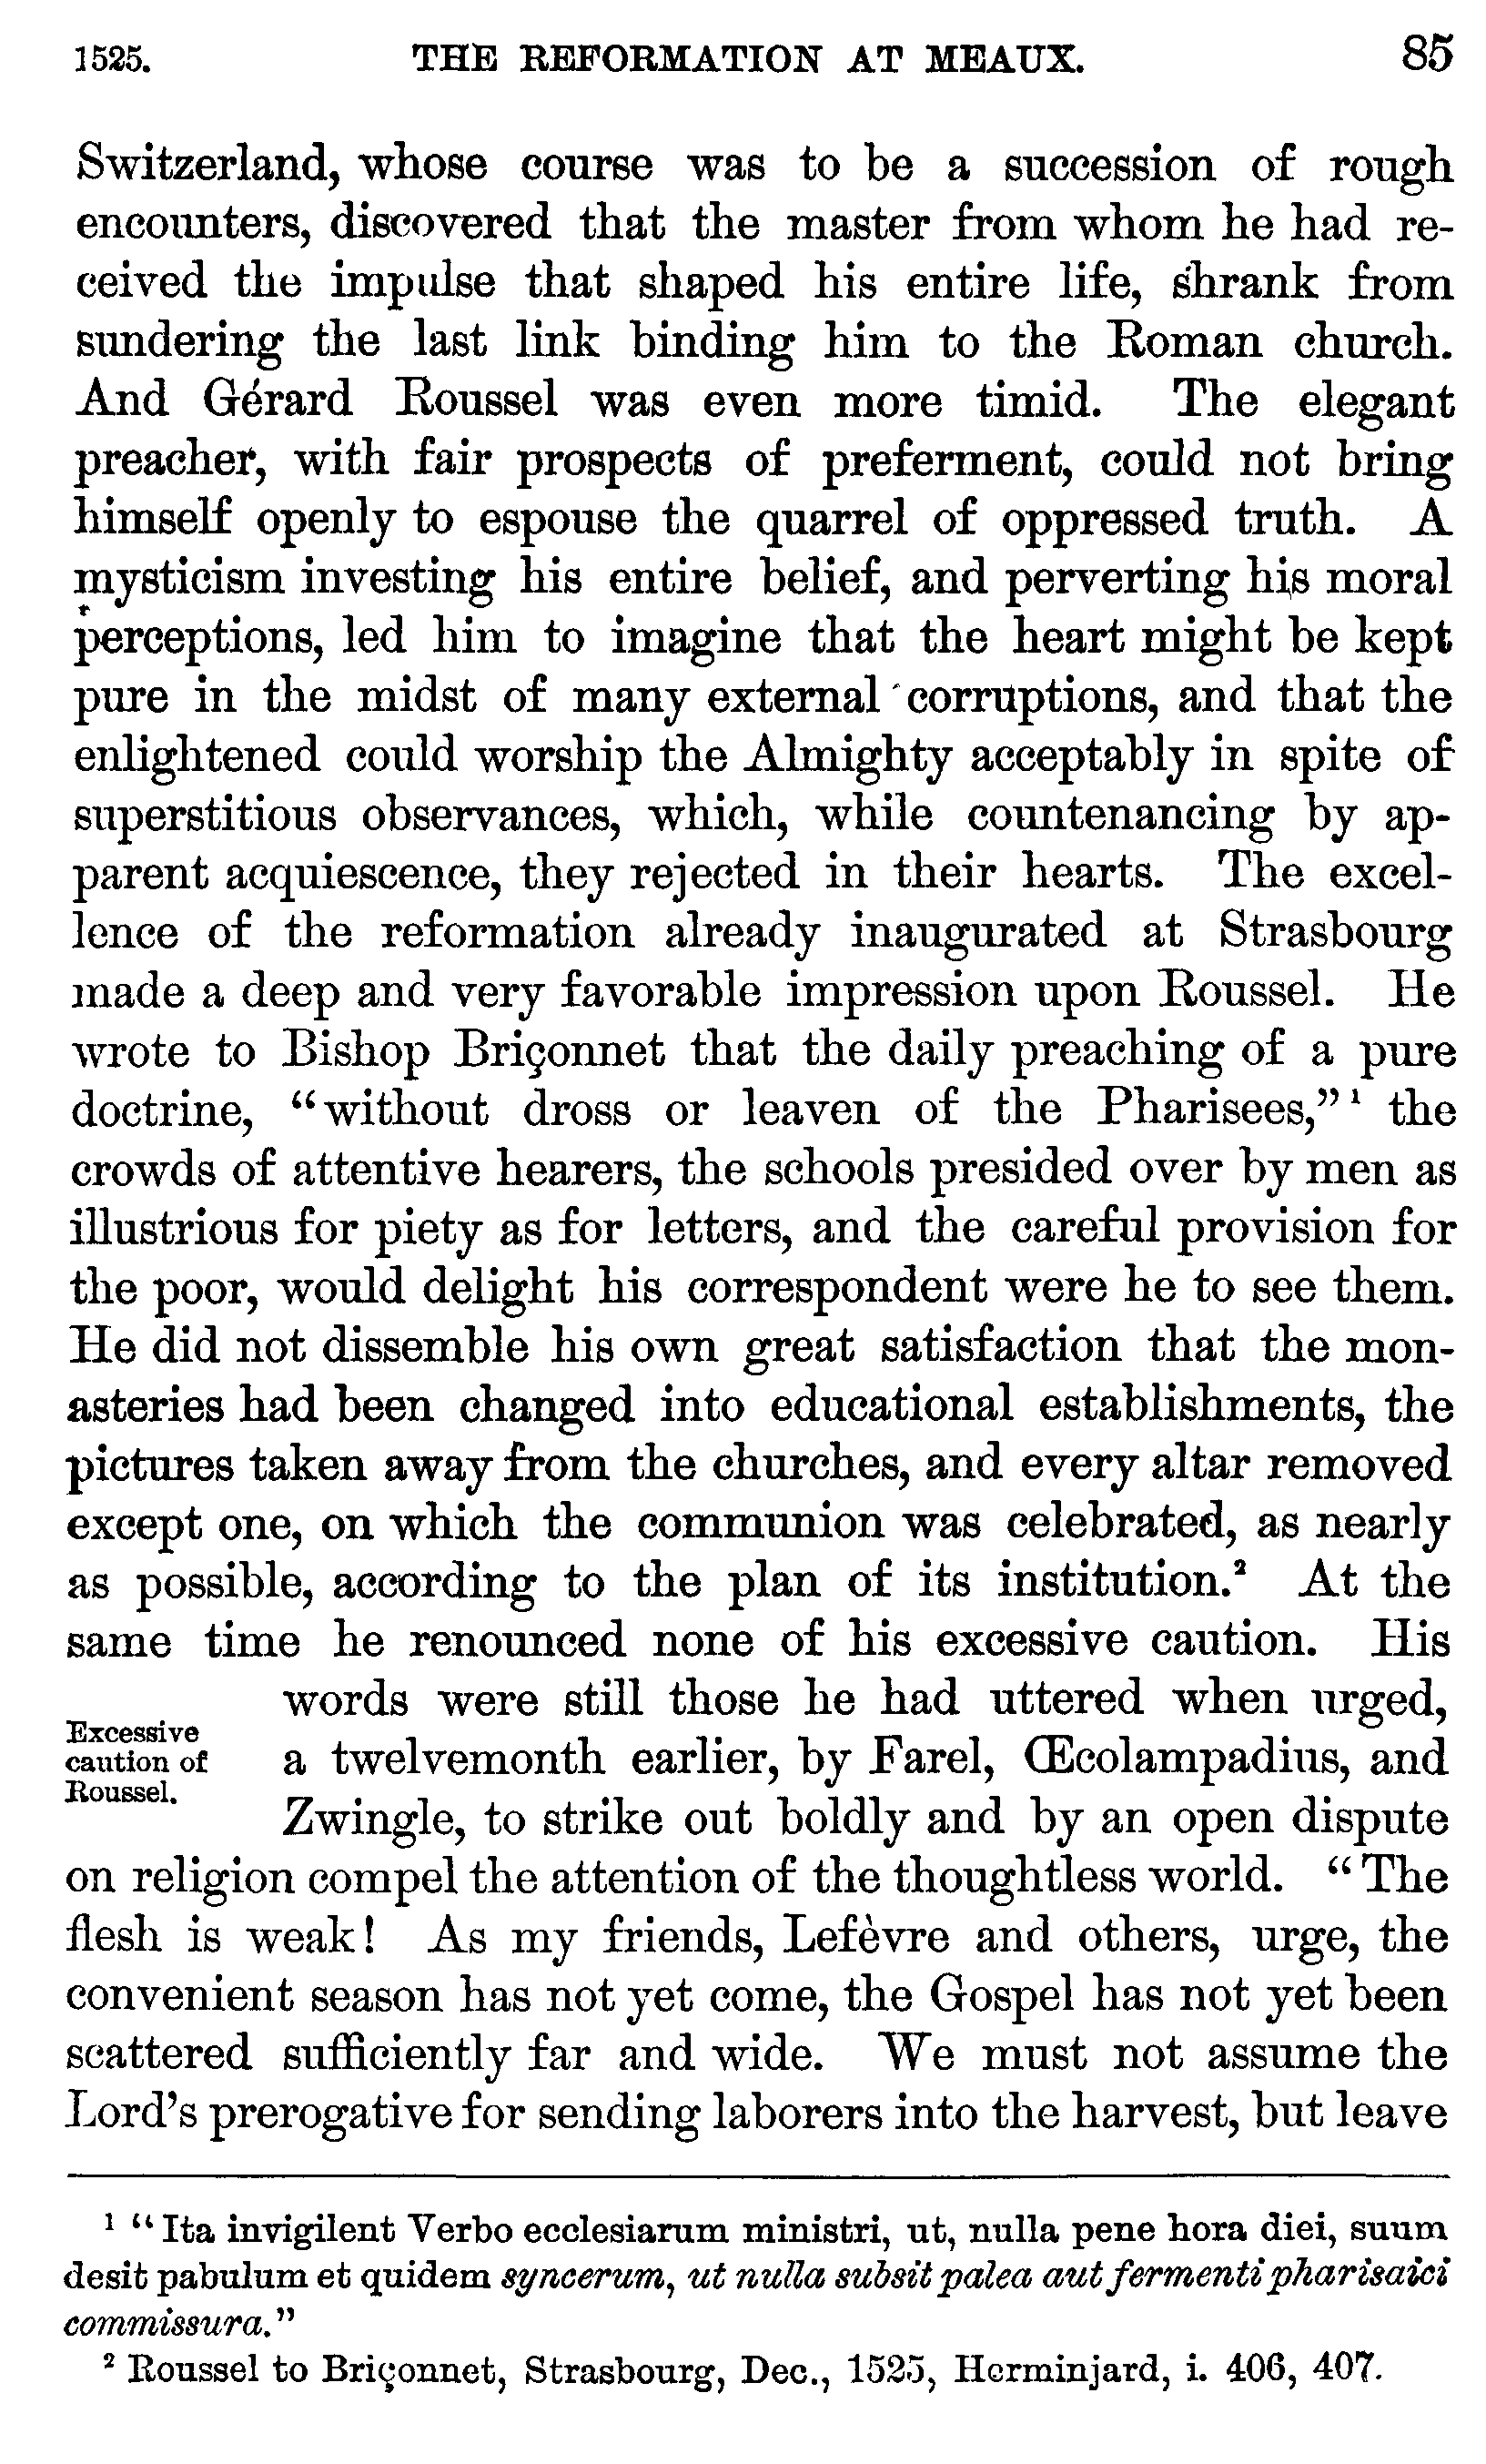 1525. THE REFORMATION AT MEAUX. 85
Switzerland, whose course was to be a succession of rough
encounters, discovered that the master from whom he had re-
ceived the impulse that shaped his entire life, shrank from
sundering the last link binding him to the Roman church.
And Gérard Roussel was even more timid. The elegant
preacher, with fair prospects of preferment, could not bring
himself openly to espouse the quarrel of oppressed truth. A
mysticism investing his entire belief, and perverting his moral
perceptions, led him to imagine that the heart might be kept
pure in the midst of many external corruptions, and that the
enlightened could worship the Almighty acceptably in spite of
superstitious observances, which, while countenancing by ap-
parent acquiescence, they rejected in their hearts. The excel-
lence of the reformation already inaugurated at Strasbourg
made a deep and very favorable impression upon Roussel. He
wrote to Bishop Briçonnet that the daily preaching of a pure
doctrine, "without dross or leaven of the Pharisees,"¹ the
crowds of attentive hearers, the schools presided over by men as
illustrious for piety as for letters, and the careful provision for
the poor, would delight his correspondent were he to see them.
He did not dissemble his own great satisfaction that the mon-
asteries had been changed into educational establishments, the
pictures taken away from the churches, and every altar removed
except one, on which the communion was celebrated, as nearly
as possible, according to the plan of its institution.² At the
same time he renounced none of his excessive caution. His
words were still those he had uttered when urged,
Excessive
caution of
Roussel.
a twelvemonth earlier, by Farel, Œcolampadius, and
Zwingle, to strike out boldly and by an open dispute
on religion compel the attention of the thoughtless world. "The
flesh is weak! As my friends, Lefèvre and others, urge, the
convenient season has not yet come, the Gospel has not yet been
scattered sufficiently far and wide. We must not assume the
Lord's prerogative for sending laborers into the harvest, but leave
¹ "Ita invigilent Verbo ecclesiarum ministri, ut, nulla pene hora diei, suum
desit pabulum et quidem syncerum, ut nulla subsit palea aut fermenti pharisaici
commissura."
² Roussel to Briçonnet, Strasbourg, Dec., 1525, Herminjard, i. 406, 407.